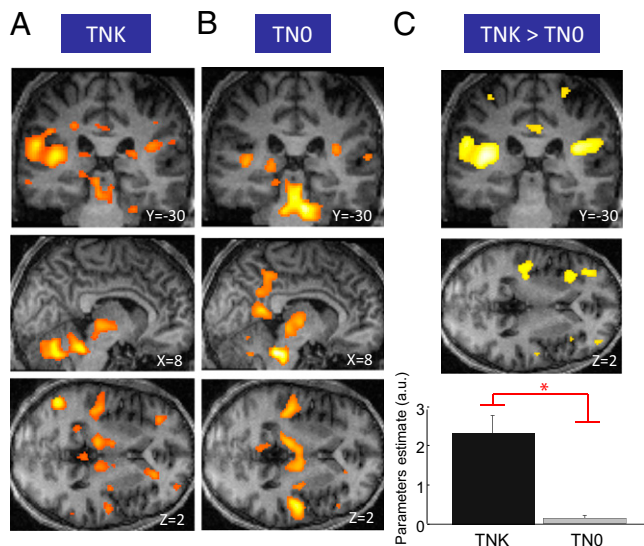 A
TNK
B
TN0
C
TNK > TN0
Y=-30
Y=-30
Y=-30
X=8
X=8
Z=2
Z=2
Z=2
Parameters estimate (a.u.)
3
2
1
0
*
TNK
TN0